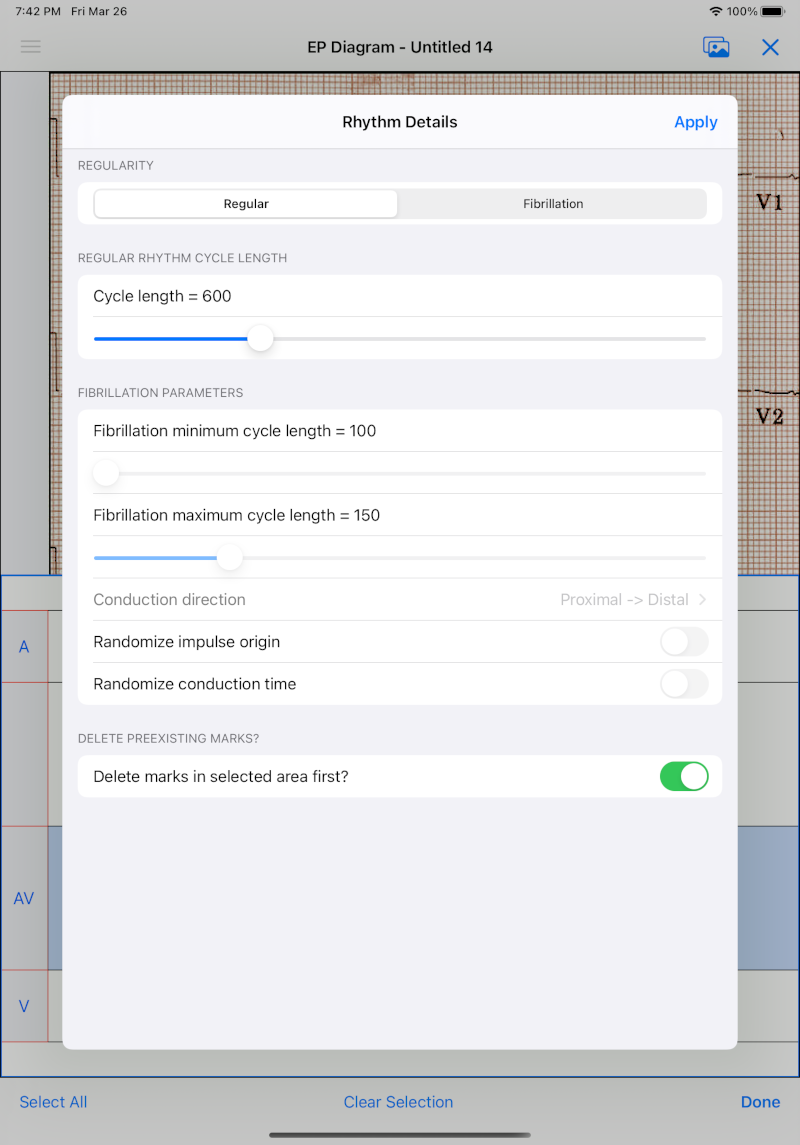 7:42 PM Fri Mar 26 100%
EP Diagram - Untitled 14
Rhythm Details Apply
REGULARITY
Regular Fibrillation
V1
REGULAR RHYTHM CYCLE LENGTH
Cycle length = 600
FIBRILLATION PARAMETERS
V2
Fibrillation minimum cycle length = 100
Fibrillation maximum cycle length = 150
Conduction direction Proximal -> Distal
Randomize impulse origin
A
Randomize conduction time
DELETE PREEXISTING MARKS?
Delete marks in selected area first?
AV
V
Select All Clear Selection Done